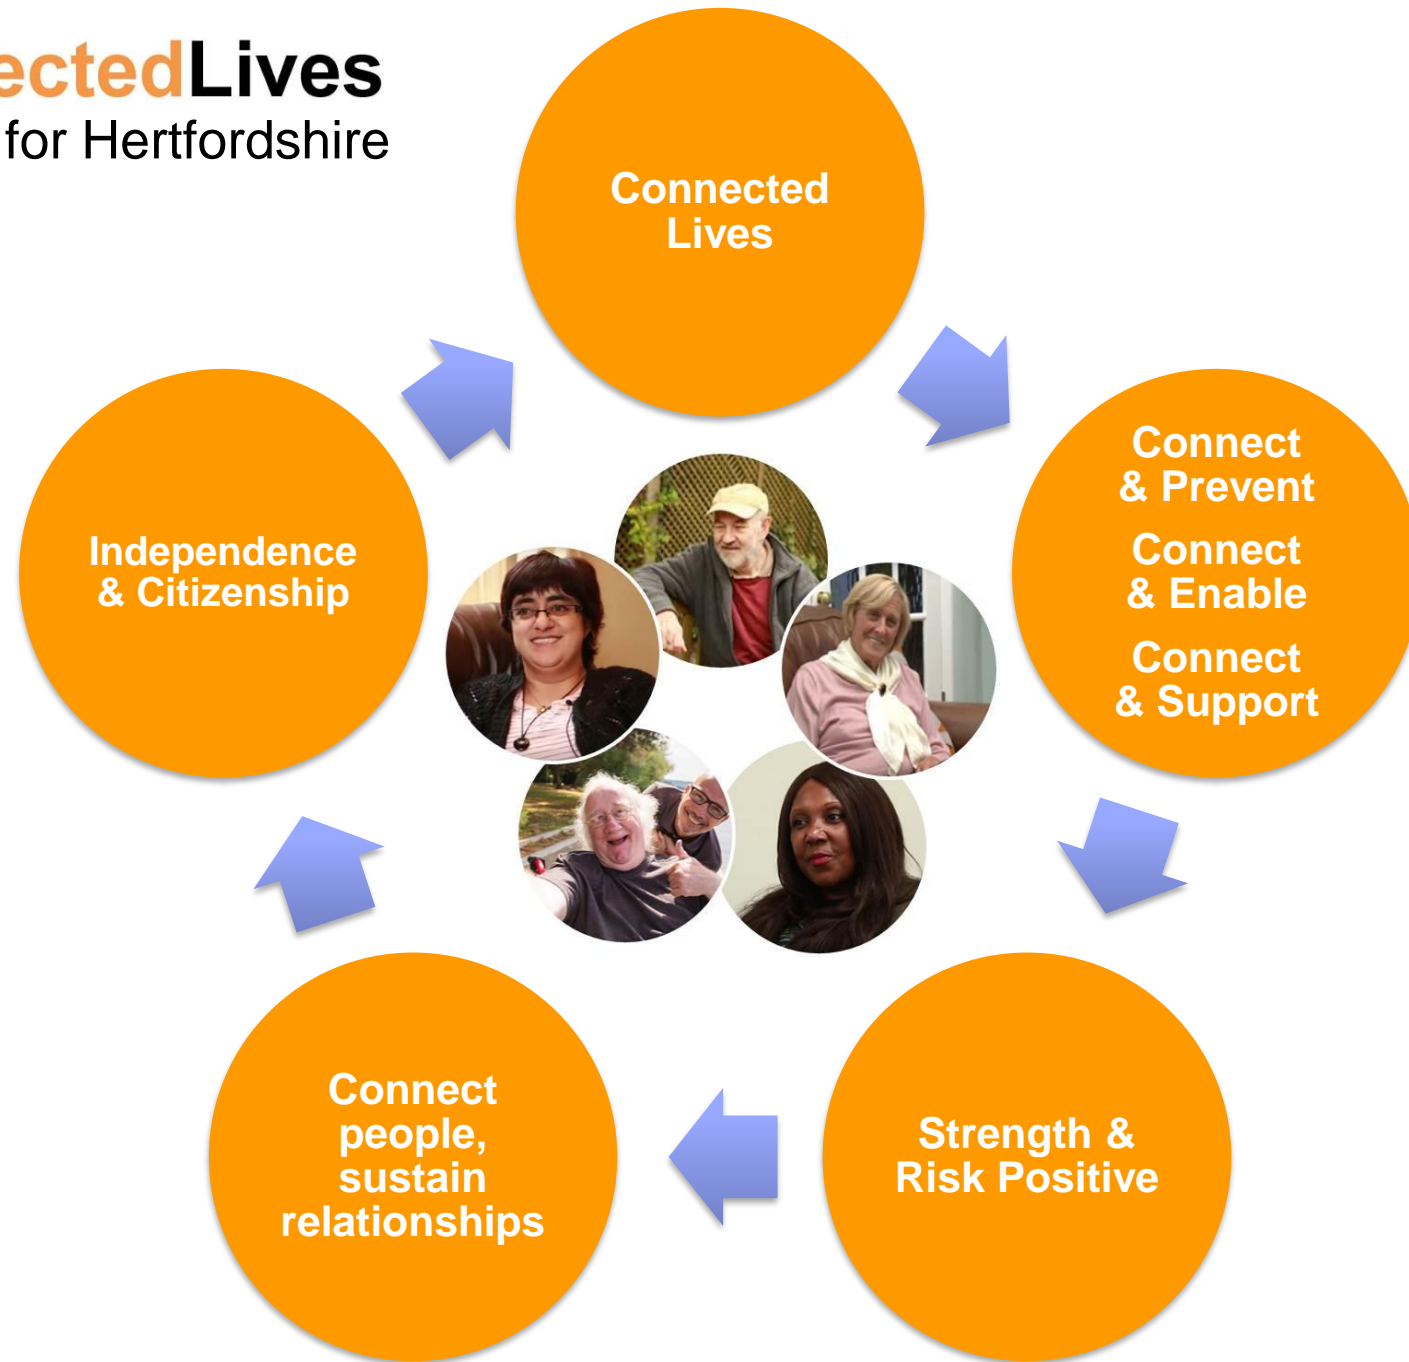 ectedLives
for Hertfordshire
Connected
Lives
Connect
& Prevent
Connect
& Enable
Connect
& Support
Strength &
Risk Positive
Connect
people,
sustain
relationships
Independence
& Citizenship